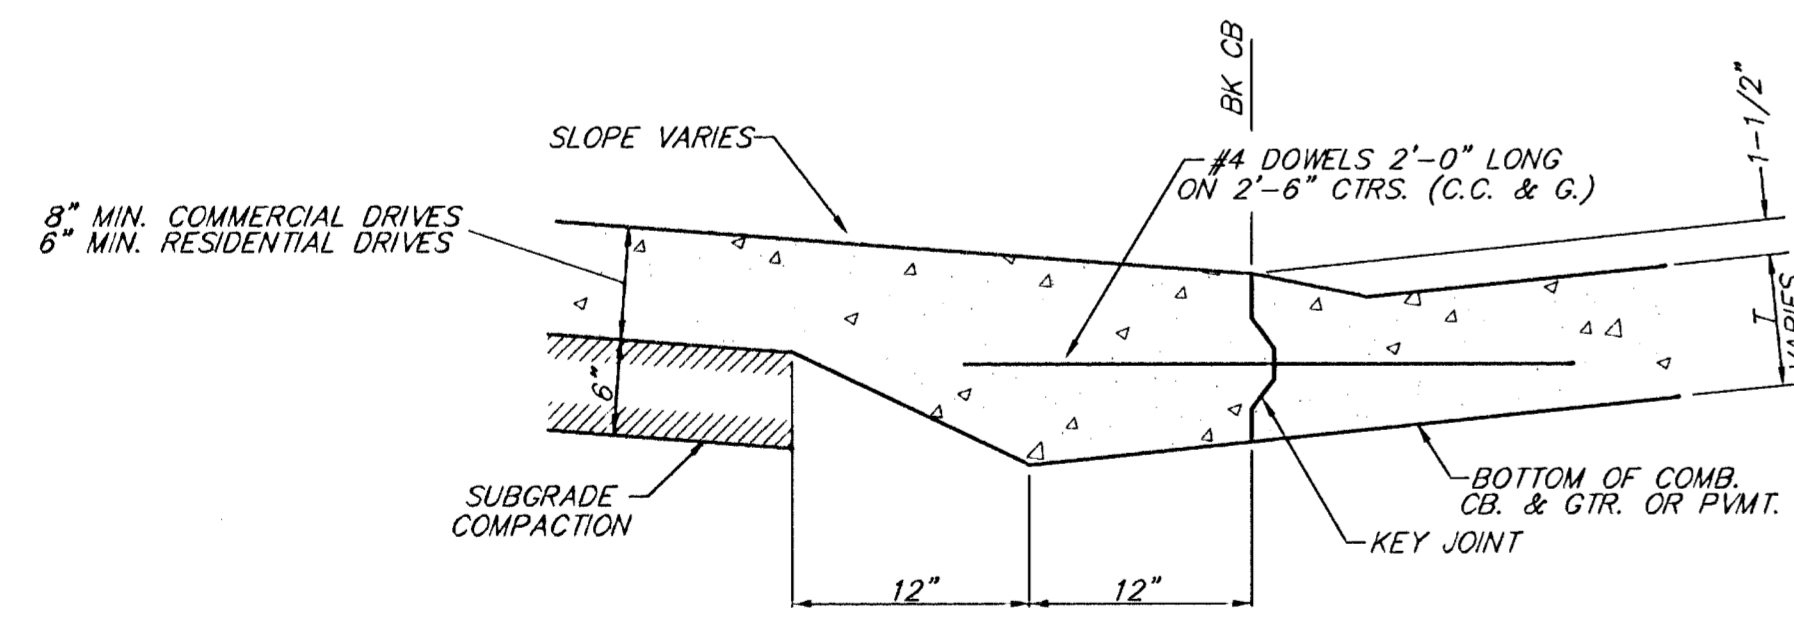 BK CB
1-1/2"
SLOPE VARIES
#4 DOWELS 2'-0" LONG
ON 2'-6" CTRS. (C.C. & G.)
8" MIN. COMMERCIAL DRIVES
6" MIN. RESIDENTIAL DRIVES
T
VARIES
6"
SUBGRADE
COMPACTION
BOTTOM OF COMB.
CB. & GTR. OR PVMT.
KEY JOINT
12"
12"